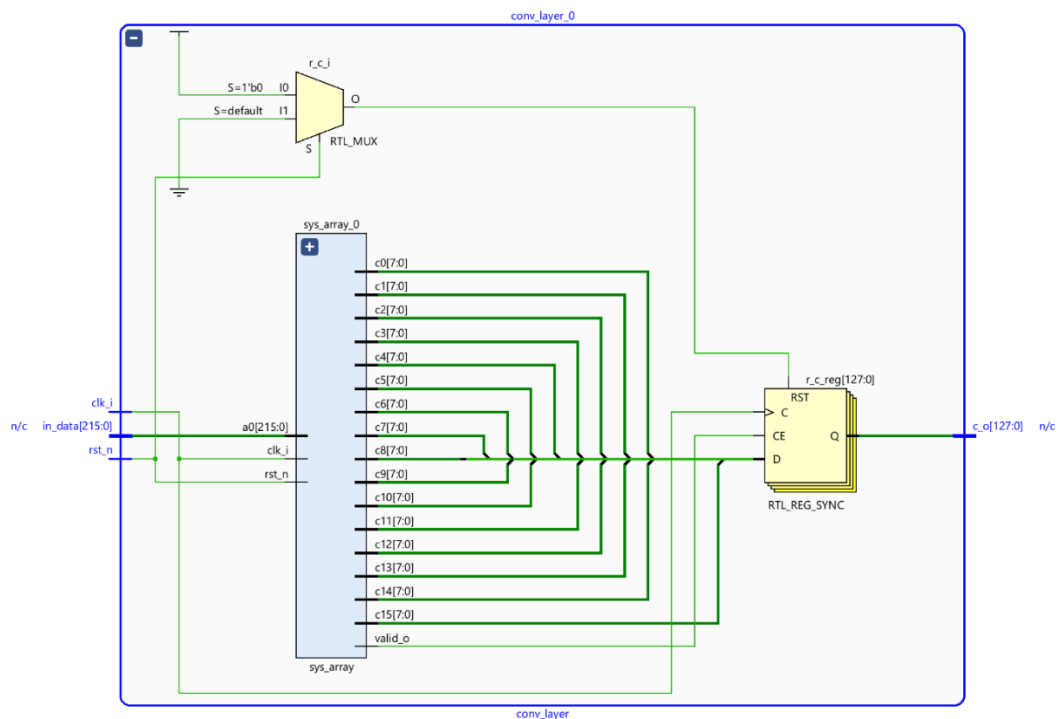 conv_layer_0
r_c_i
S=1'b0 I0
O
S=default I1
S
RTL_MUX
sys_array_0
c0[7:0]
c1[7:0]
c2[7:0]
c3[7:0]
c4[7:0]
c5[7:0]
r_c_reg[127:0]
RST
clk_i
c6[7:0]
C
n/c in_data[215:0]
a0[215:0]
c7[7:0]
CE
Q
c_o[127:0] n/c
rst_n
clk_i
c8[7:0]
D
rst_n
c9[7:0]
c10[7:0]
RTL_REG_SYNC
c11[7:0]
c12[7:0]
c13[7:0]
c14[7:0]
c15[7:0]
valid_o
sys_array
conv_layer